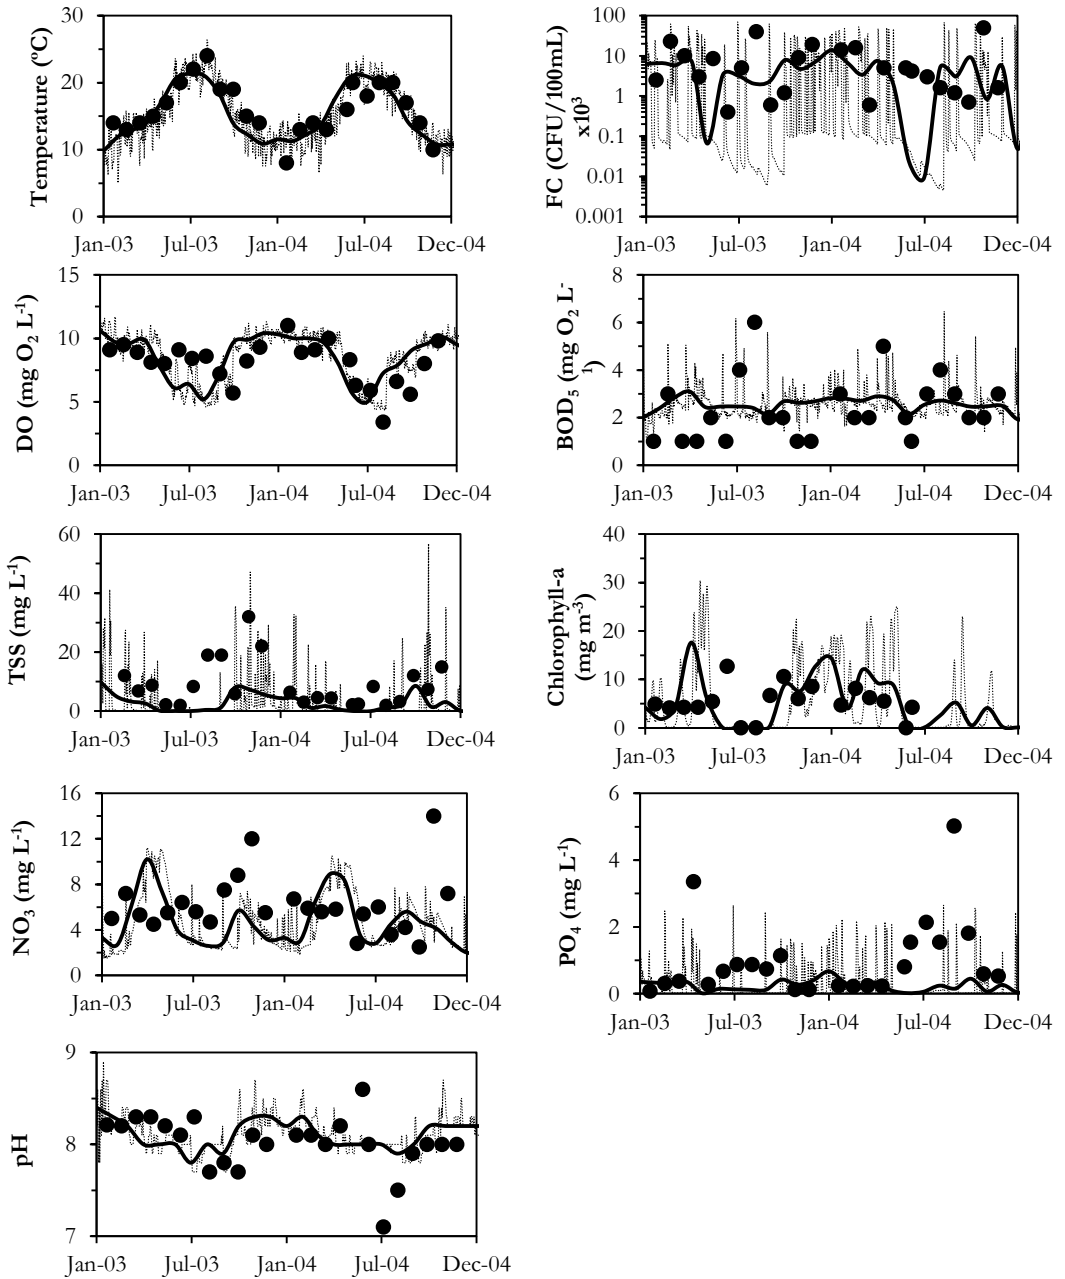 Temperature (ºC)
30
20
10
0
Jan-03 Jul-03 Jan-04 Jul-04 Dec-04
FC (CFU/100mL)
x10³
100
10
1
0.1
0.01
0.001
Jan-03 Jul-03 Jan-04 Jul-04 Dec-04
DO (mg O₂ L⁻¹)
15
10
5
0
Jan-03 Jul-03 Jan-04 Jul-04 Dec-04
BOD₅ (mg O₂ L⁻
¹)
8
6
4
2
0
Jan-03 Jul-03 Jan-04 Jul-04 Dec-04
TSS (mg L⁻¹)
60
40
20
0
Jan-03 Jul-03 Jan-04 Jul-04 Dec-04
Chlorophyll-a
(mg m⁻³)
40
30
20
10
0
Jan-03 Jul-03 Jan-04 Jul-04 Dec-04
NO₃ (mg L⁻¹)
16
12
8
4
0
Jan-03 Jul-03 Jan-04 Jul-04 Dec-04
PO₄ (mg L⁻¹)
6
4
2
0
Jan-03 Jul-03 Jan-04 Jul-04 Dec-04
pH
9
8
7
Jan-03 Jul-03 Jan-04 Jul-04 Dec-04